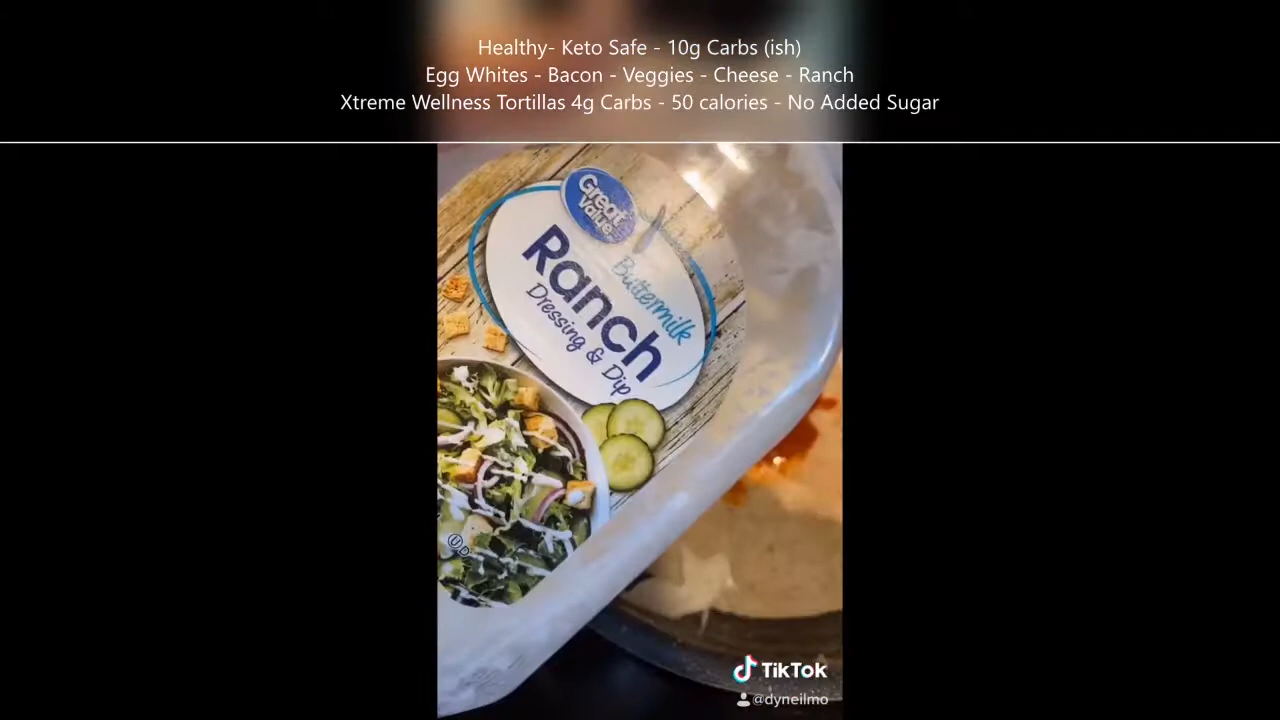 Healthy- Keto Safe - 10g Carbs (ish)
Egg Whites - Bacon - Veggies - Cheese - Ranch
Xtreme Wellness Tortillas 4g Carbs - 50 calories - No Added Sugar
Great
Value
Buttermilk
Ranch
Dressing & Dip
UD
TikTok
@dyneilmo